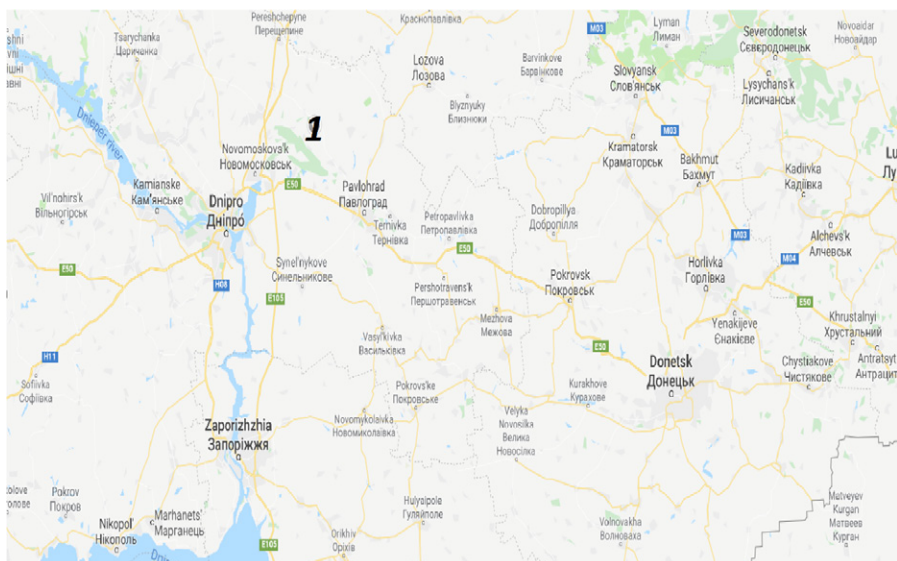 Tsarychanka
Царичанка
Pereshchepyne
Перещепине
Краснопавлівка
M03
Lyman
Лиман
Severodonetsk
Сєвєродонецьк
Novoaidar
Новоайдар
Lozova
Лозова
Barvinkove
Барвінкове
Slovyansk
Слов'янськ
Lysychans'k
Лисичанськ
Blyznyuky
Близнюки
Dnieper river
1
Novomoskovs'k
Новомосковськ
Kramatorsk
Краматорськ
M03
Bakhmut
Бахмут
Kadiivka
Кадіївка
Lu
Лу
Kamianske
Кам'янське
E50
Pavlohrad
Павлоград
Vil'nohirs'k
Вільногірськ
Dnipro
Дніпро
Ternivka
Тернівка
Petropavlivka
Петропавлівка
Dobropillya
Добропілля
M03
Alchevs'k
Алчевськ
E50
E50
Synel'nykove
Синельникове
Pershotravens'k
Першотравенськ
Pokrovsk
Покровськ
Horlivka
Горлівка
M04
H08
E105
E50
Mezhova
Межова
Yenakijeve
Єнакієве
Khrustalnyi
Хрустальний
Vasyl'kivka
Васильківка
E50
H11
Donetsk
Донецьк
Chystiakove
Чистякове
Antratsyt
Антрацит
Sofiivka
Софіївка
Pokrovs'ke
Покровське
Kurakhove
Курахове
Zaporizhzhia
Запоріжжя
Novomykolaivka
Новомиколаївка
Velyka
Novosilka
Велика
Новосілка
Pokrov
Покров
Marhanets'
Марганець
Hulyaipole
Гуляйполе
Matveyev
Kurgan
Матвеев
Курган
Nikopol'
Нікополь
E105
Orikhiv
Оріхів
Volnovakha
Волноваха